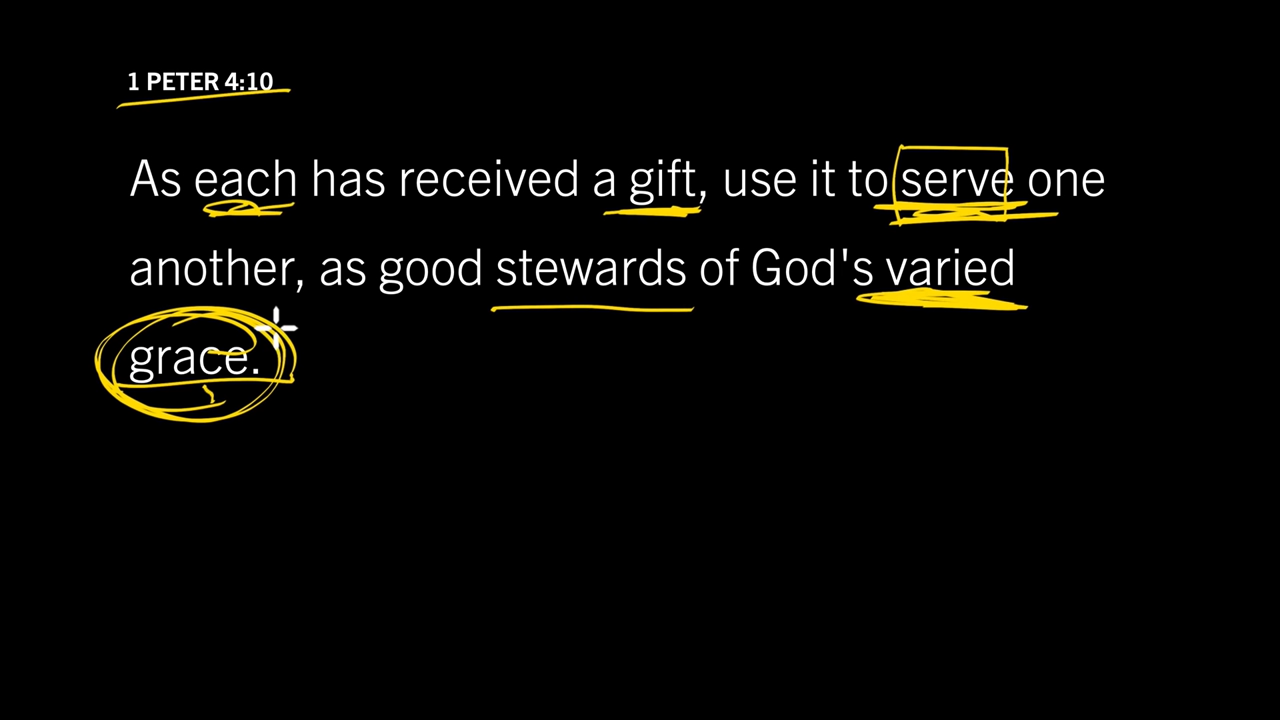 1 PETER 4:10
As each has received a gift, use it to serve one
another, as good stewards of God's varied
grace.